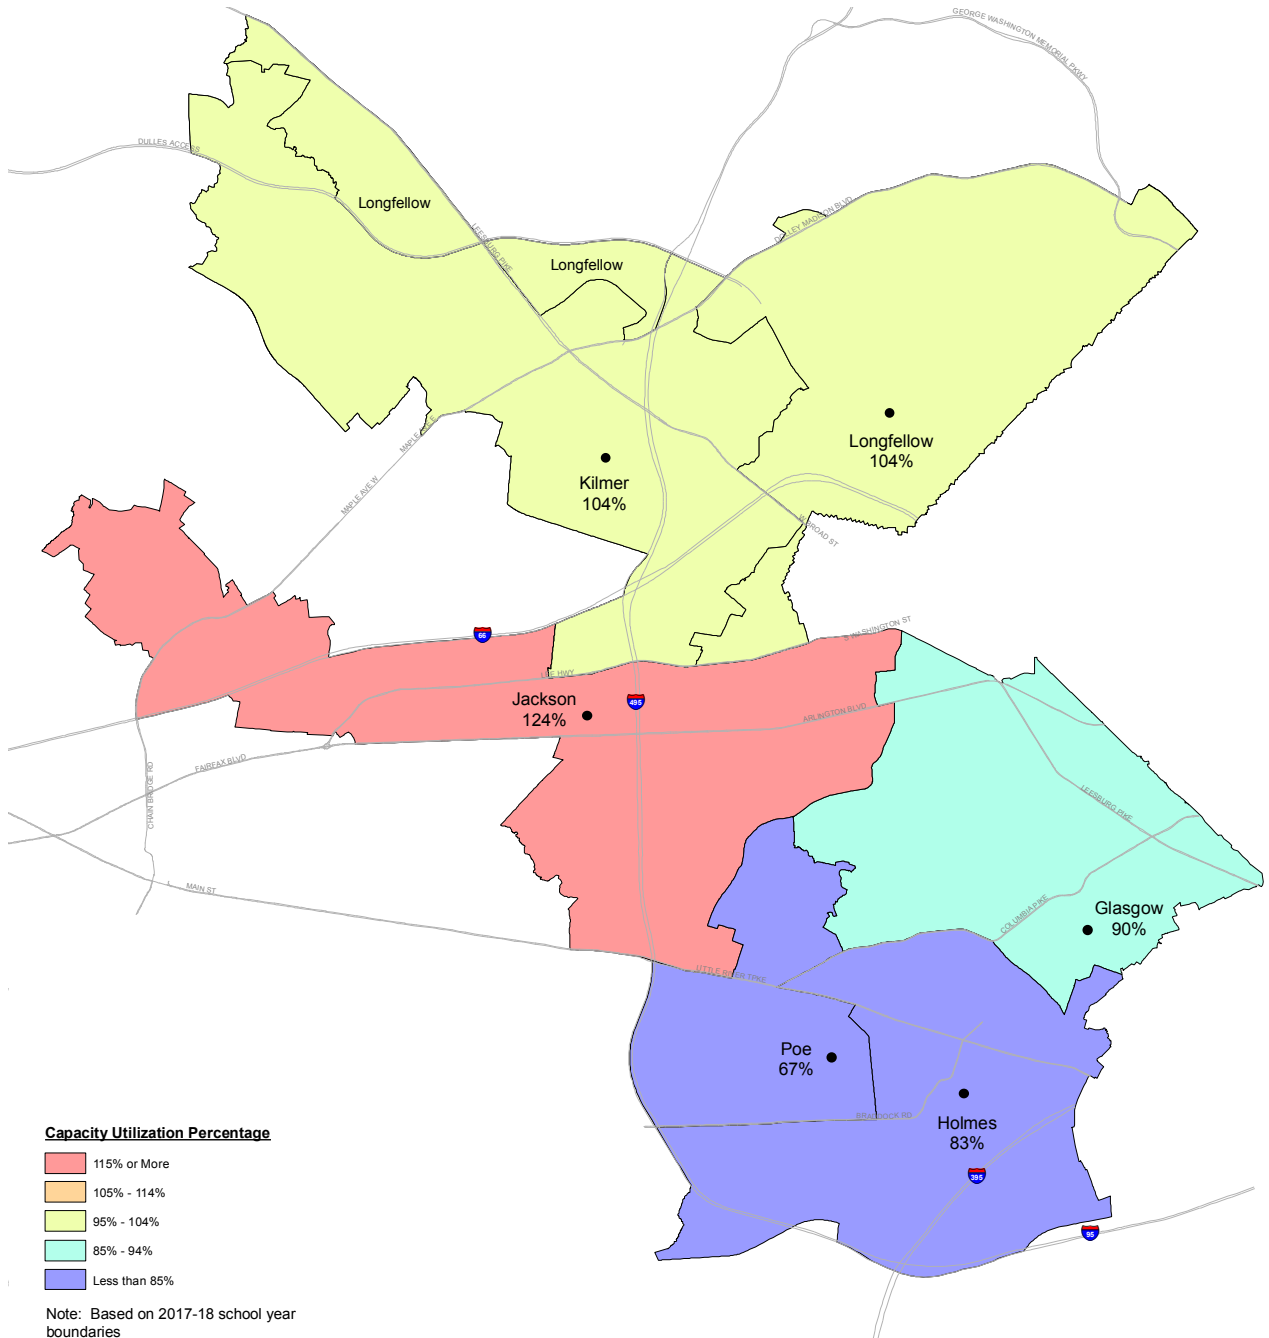 GEORGE WASHINGTON MEMORIAL PKWY
DULLES ACCESS
Longfellow
LEESBURG PIKE
DOLLEY MADISON BLVD
Longfellow
Longfellow
104%
MAPLE AVE E
Kilmer
104%
MAPLE AVE W
W BROAD ST
66
S WASHINGTON ST
LEE HWY
Jackson
124%
495
ARLINGTON BLVD
FAIRFAX BLVD
CHAIN BRIDGE RD
LEESBURG PIKE
MAIN ST
COLUMBIA PIKE
Glasgow
90%
LITTLE RIVER TPKE
Poe
67%
BRADDOCK RD
Holmes
83%
395
95
Capacity Utilization Percentage
115% or More
105% - 114%
95% - 104%
85% - 94%
Less than 85%
Note:  Based on 2017-18 school year
boundaries